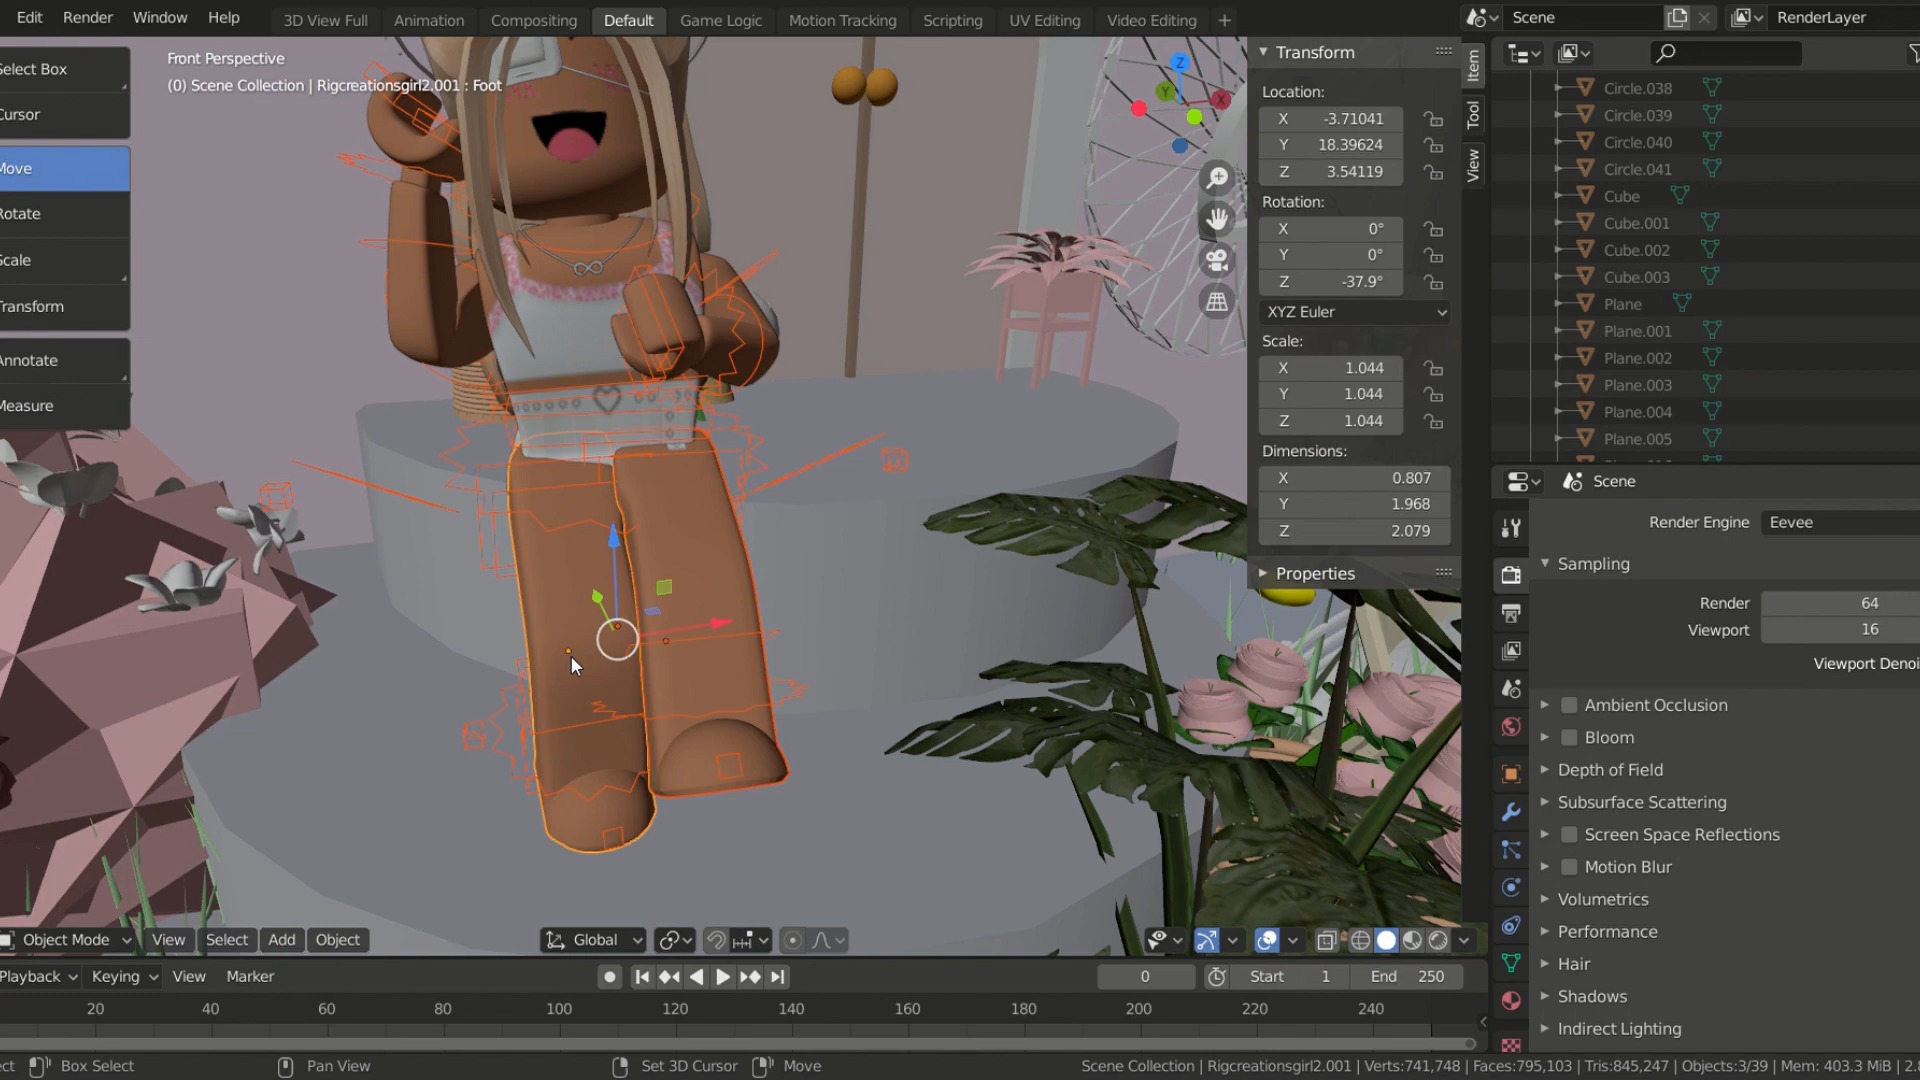 Edit Render Window Help 3D View Full Animation Compositing Default Game Logic Motion Tracking Scripting UV Editing Video Editing + Scene RenderLayer
Front Perspective
(0) Scene Collection | Rigcreationsgirl2.001 : Foot
Select Box
Cursor
Move
Rotate
Scale
Transform
Annotate
Measure
Z
Y
X
Transform
Location:
X -3.71041
Y 18.39624
Z 3.54119
Rotation:
X 0°
Y 0°
Z -37.9°
XYZ Euler
Scale:
X 1.044
Y 1.044
Z 1.044
Dimensions:
X 0.807
Y 1.968
Z 2.079
Properties
Item
Tool
View
Circle.038
Circle.039
Circle.040
Circle.041
Cube
Cube.001
Cube.002
Cube.003
Plane
Plane.001
Plane.002
Plane.003
Plane.004
Plane.005
Scene
Render Engine Eevee
Sampling
Render 64
Viewport 16
Viewport Denoi
Ambient Occlusion
Bloom
Depth of Field
Subsurface Scattering
Screen Space Reflections
Motion Blur
Volumetrics
Performance
Hair
Shadows
Indirect Lighting
Object Mode View Select Add Object Global
Playback Keying View Marker 0 Start 1 End 250
20 40 60 80 100 120 140 160 180 200 220 240
ct Box Select Pan View Set 3D Cursor Move Scene Collection | Rigcreationsgirl2.001 | Verts:741,748 | Faces:795,103 | Tris:845,247 | Objects:3/39 | Mem: 403.3 MiB | 2.